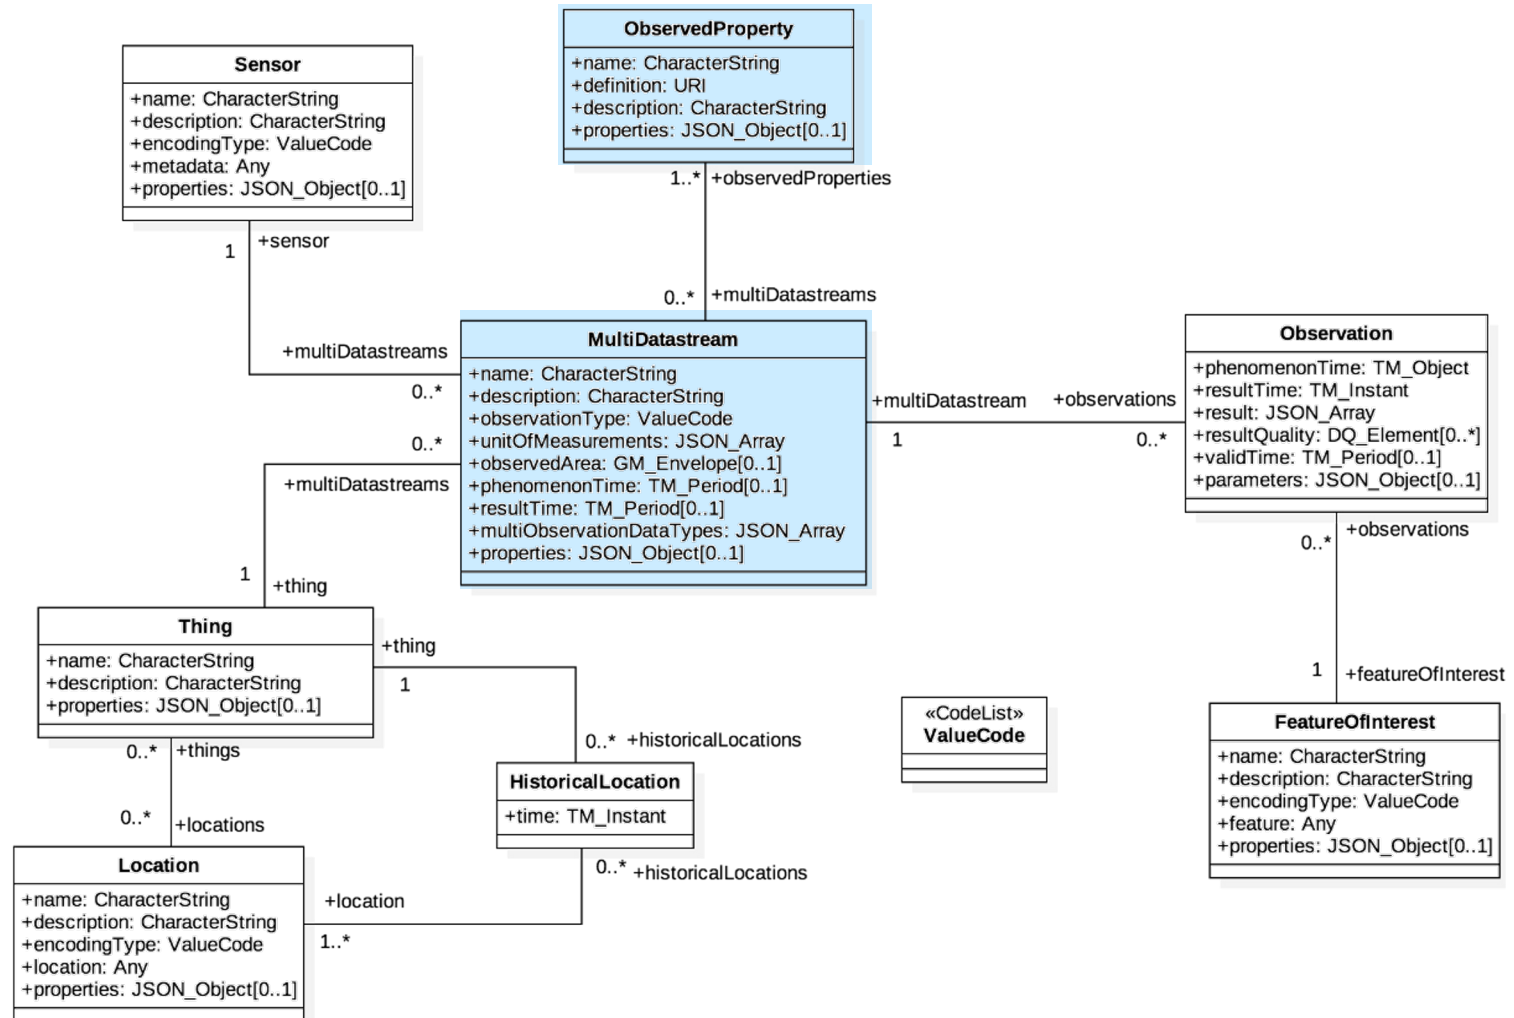 ObservedProperty
+name: CharacterString
+definition: URI
+description: CharacterString
+properties: JSON_Object[0..1]
Sensor
+name: CharacterString
+description: CharacterString
+encodingType: ValueCode
+metadata: Any
+properties: JSON_Object[0..1]
1..* +observedProperties
1 +sensor
0..* +multiDatastreams
+multiDatastreams
0..*
MultiDatastream
+name: CharacterString
+description: CharacterString
+observationType: ValueCode
+unitOfMeasurements: JSON_Array
+observedArea: GM_Envelope[0..1]
+phenomenonTime: TM_Period[0..1]
+resultTime: TM_Period[0..1]
+multiObservationDataTypes: JSON_Array
+properties: JSON_Object[0..1]
+multiDatastream +observations
1 0..*
Observation
+phenomenonTime: TM_Object
+resultTime: TM_Instant
+result: JSON_Array
+resultQuality: DQ_Element[0..*]
+validTime: TM_Period[0..1]
+parameters: JSON_Object[0..1]
0..*
+multiDatastreams
1
+thing
+observations
0..*
Thing
+name: CharacterString
+description: CharacterString
+properties: JSON_Object[0..1]
+thing
1
1 +featureOfInterest
0..* +things
0..* +historicalLocations
HistoricalLocation
+time: TM_Instant
«CodeList»
ValueCode
FeatureOfInterest
+name: CharacterString
+description: CharacterString
+encodingType: ValueCode
+feature: Any
+properties: JSON_Object[0..1]
0..* +locations
0..* +historicalLocations
Location
+name: CharacterString
+description: CharacterString
+encodingType: ValueCode
+location: Any
+properties: JSON_Object[0..1]
+location
1..*